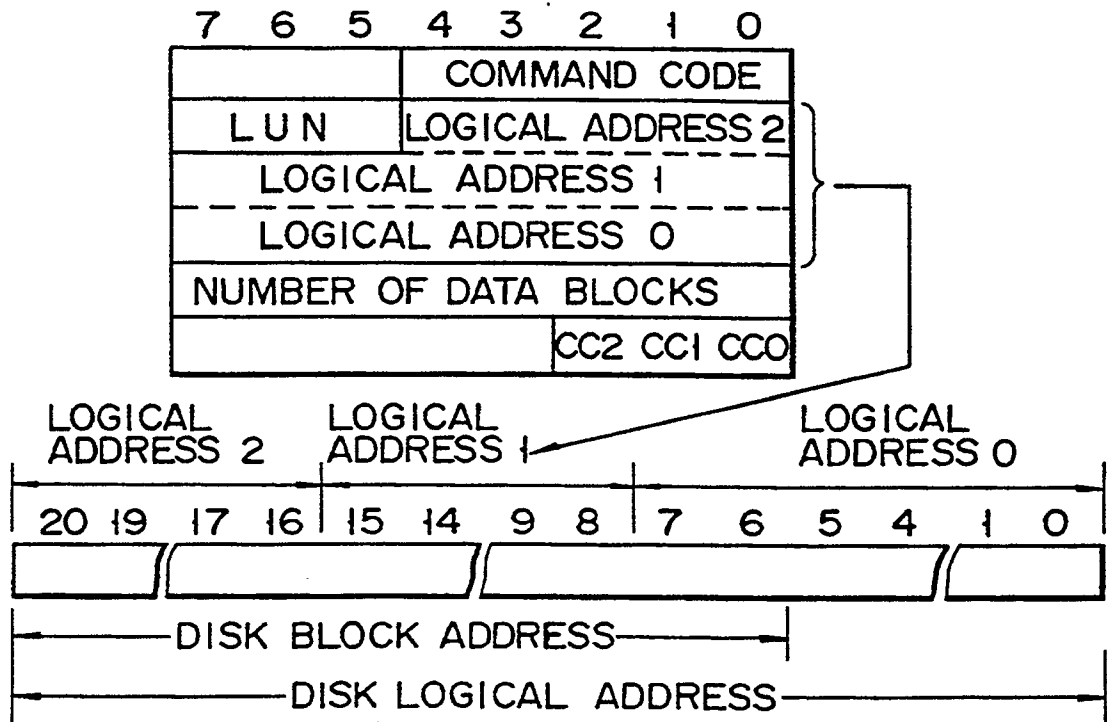 7 6 5 4 3 2 1 0
COMMAND CODE
LUN LOGICAL ADDRESS 2
LOGICAL ADDRESS 1
LOGICAL ADDRESS 0
NUMBER OF DATA BLOCKS
CC2 CC1 CC0
LOGICAL ADDRESS 2
LOGICAL ADDRESS 1
LOGICAL ADDRESS 0
20 19 17 16 15 14 9 8 7 6 5 4 1 0
DISK BLOCK ADDRESS
DISK LOGICAL ADDRESS